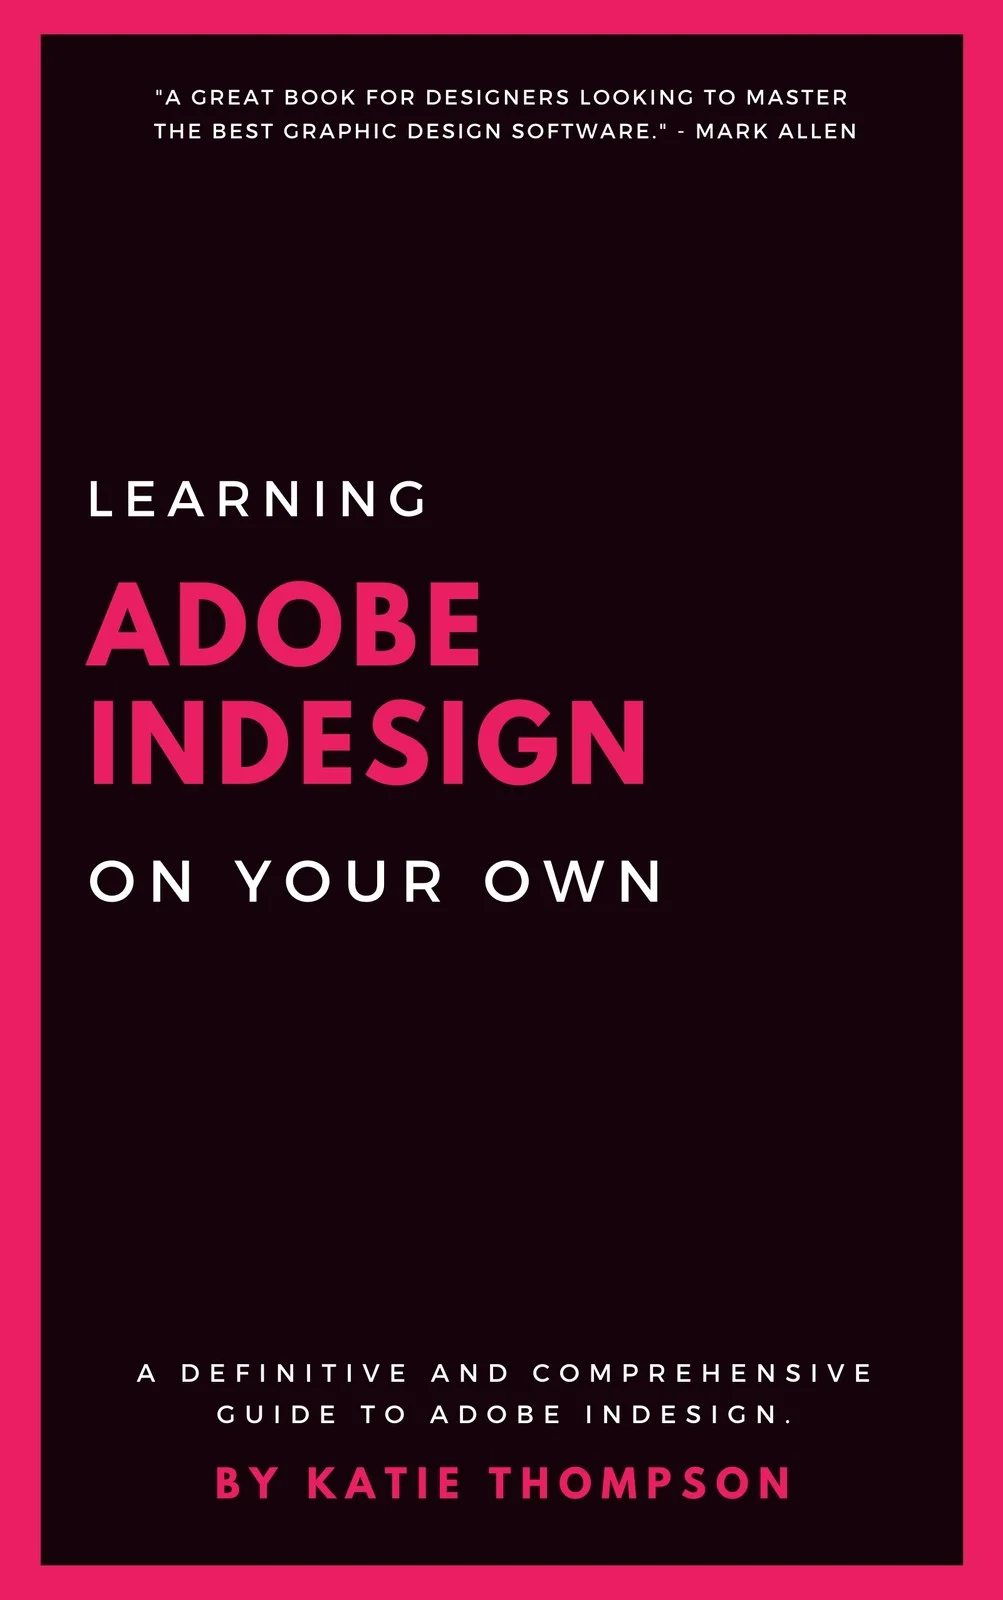 "A GREAT BOOK FOR DESIGNERS LOOKING TO MASTER
THE BEST GRAPHIC DESIGN SOFTWARE." - MARK ALLEN
LEARNING
ADOBE
INDESIGN
ON YOUR OWN
A DEFINITIVE AND COMPREHENSIVE
GUIDE TO ADOBE INDESIGN.
BY KATIE THOMPSON